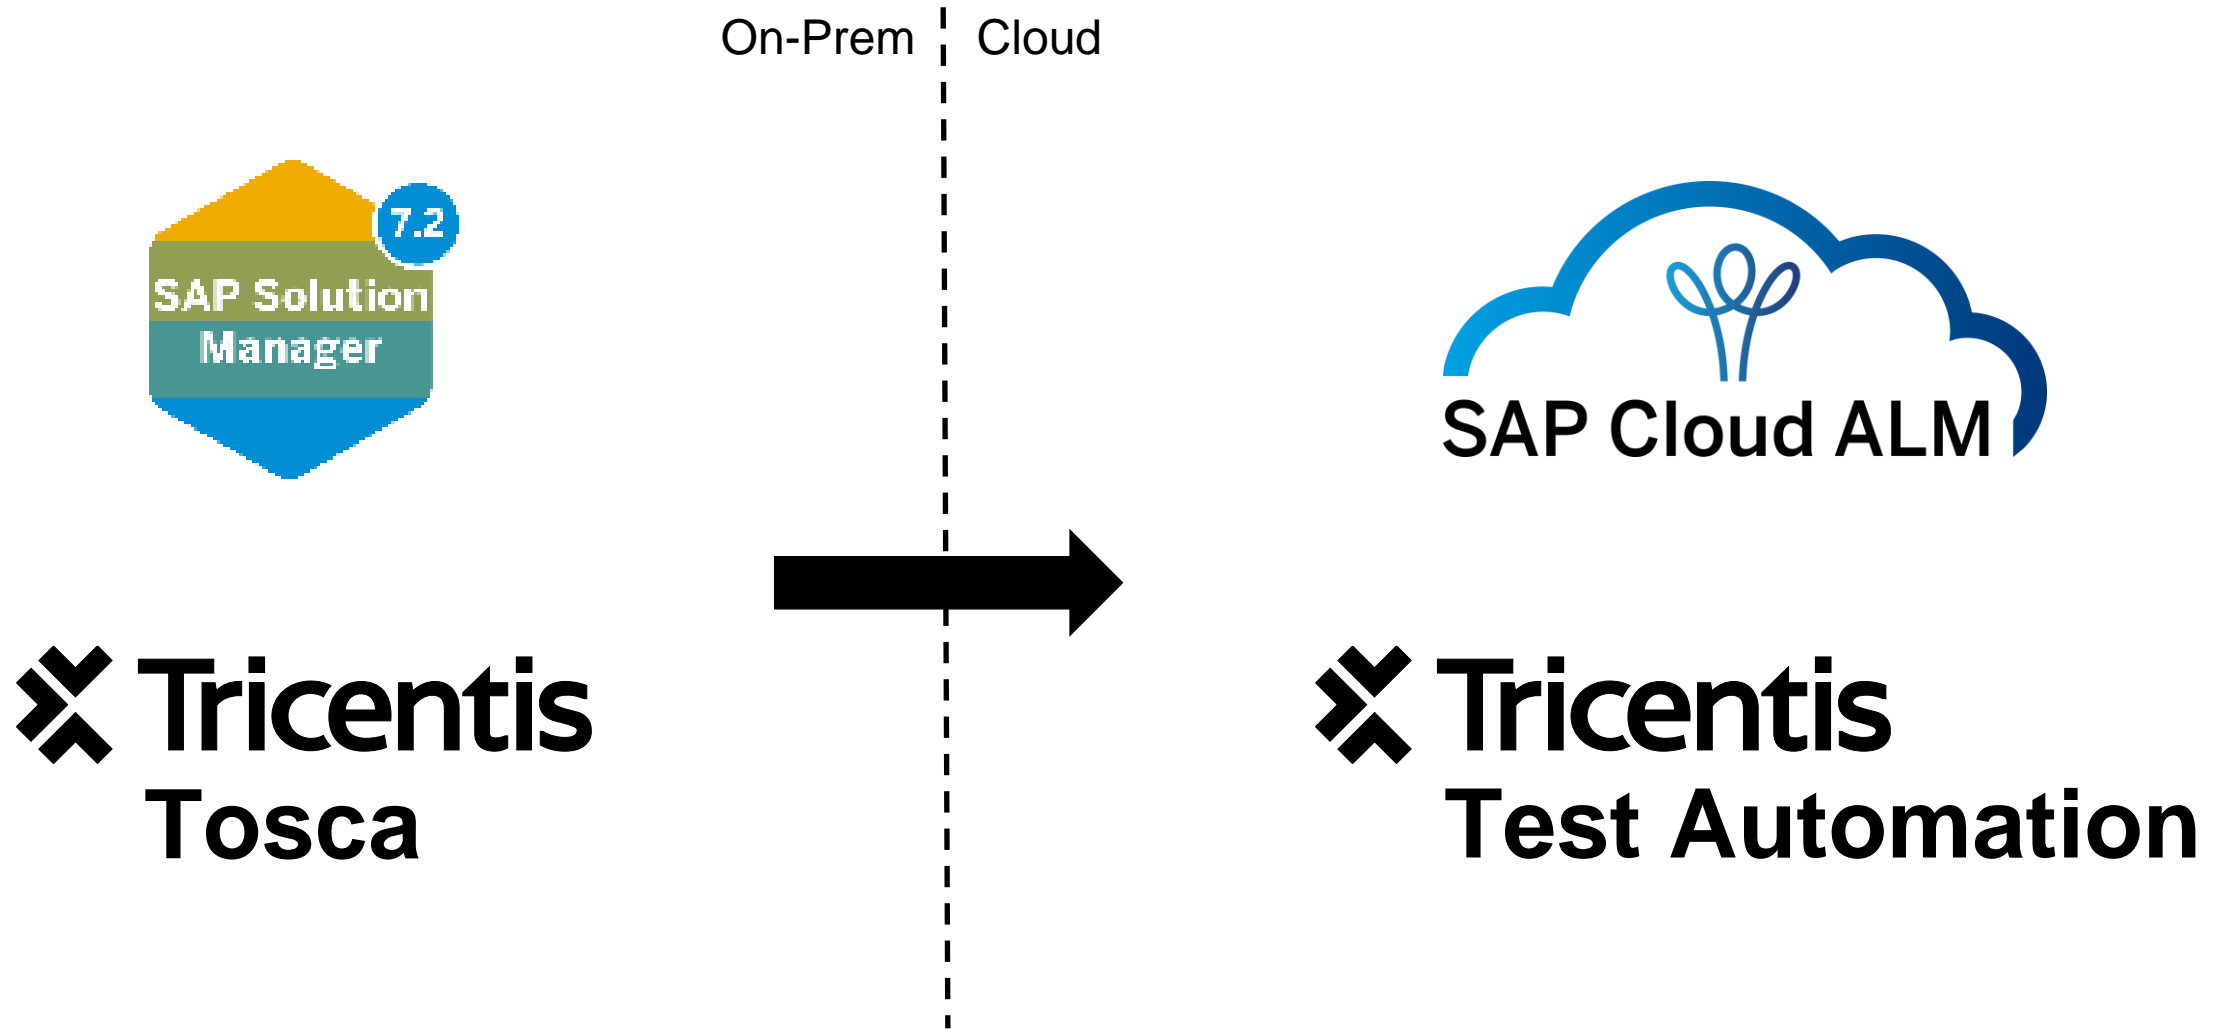 On-Prem
Cloud
7.2
SAP Solution
Manager
SAP Cloud ALM
Tricentis
Tosca
Tricentis
Test Automation